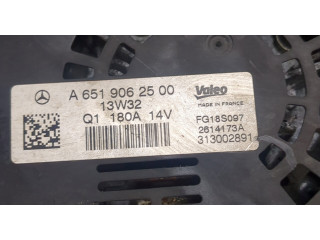 A 651 906 25 00
13W32
Q1 180A 14V
Valeo
MADE IN FRANCE
FG18S097
2614173A
313002891